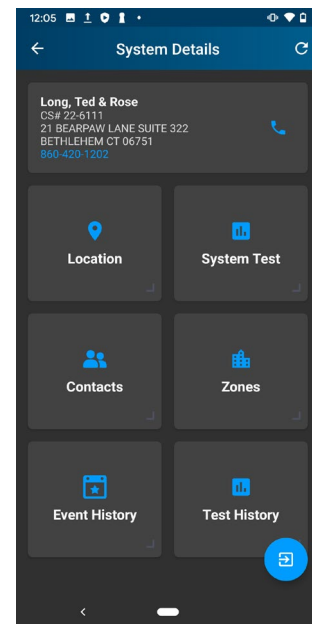 12:05
System Details
Long, Ted & Rose
CS# 22-6111
21 BEARPAW LANE SUITE
322
BETHLEHEM CT 06751
860-420-1202
Location
System Test
Contacts
Zones
Event History
Test History